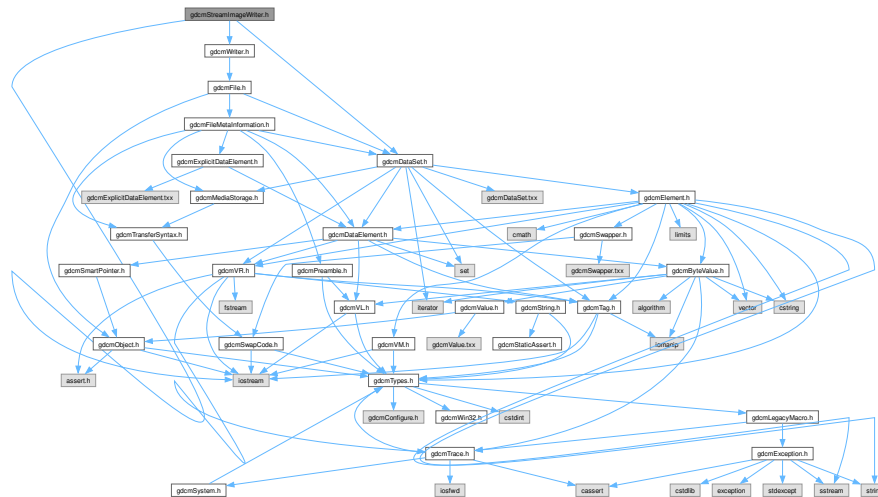 gdcmStreamImageWriter.h
gdcmWriter.h
gdcmFile.h
gdcmFileMetaInformation.h
gdcmExplicitDataElement.h
gdcmDataSet.h
gdcmExplicitDataElement.txx
gdcmMediaStorage.h
gdcmDataSet.txx
gdcmElement.h
gdcmTransferSyntax.h
gdcmDataElement.h
cmath
gdcmSwapper.h
limits
gdcmSmartPointer.h
gdcmVR.h
gdcmPreamble.h
set
gdcmSwapper.txx
gdcmByteValue.h
fstream
gdcmVL.h
iterator
gdcmValue.h
gdcmString.h
gdcmTag.h
algorithm
vector
cstring
gdcmObject.h
gdcmSwapCode.h
gdcmVM.h
gdcmValue.txx
gdcmStaticAssert.h
iomanip
assert.h
iostream
gdcmTypes.h
gdcmConfigure.h
gdcmWin32.h
cstdint
gdcmLegacyMacro.h
gdcmTrace.h
gdcmException.h
gdcmSystem.h
iosfwd
cassert
cstdlib
exception
stdexcept
sstream